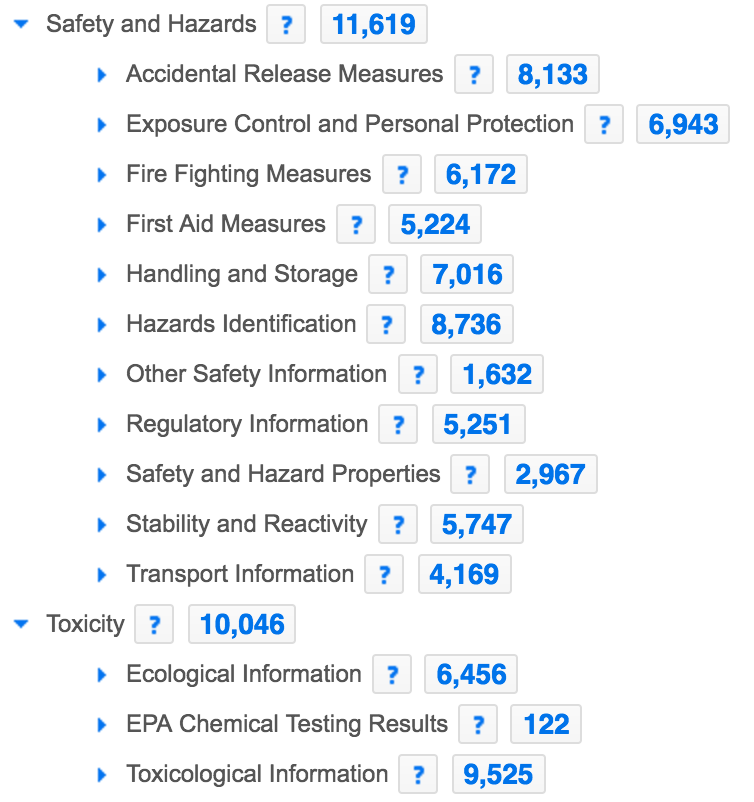 Safety and Hazards ? 11,619
Accidental Release Measures ? 8,133
Exposure Control and Personal Protection ? 6,943
Fire Fighting Measures ? 6,172
First Aid Measures ? 5,224
Handling and Storage ? 7,016
Hazards Identification ? 8,736
Other Safety Information ? 1,632
Regulatory Information ? 5,251
Safety and Hazard Properties ? 2,967
Stability and Reactivity ? 5,747
Transport Information ? 4,169
Toxicity ? 10,046
Ecological Information ? 6,456
EPA Chemical Testing Results ? 122
Toxicological Information ? 9,525